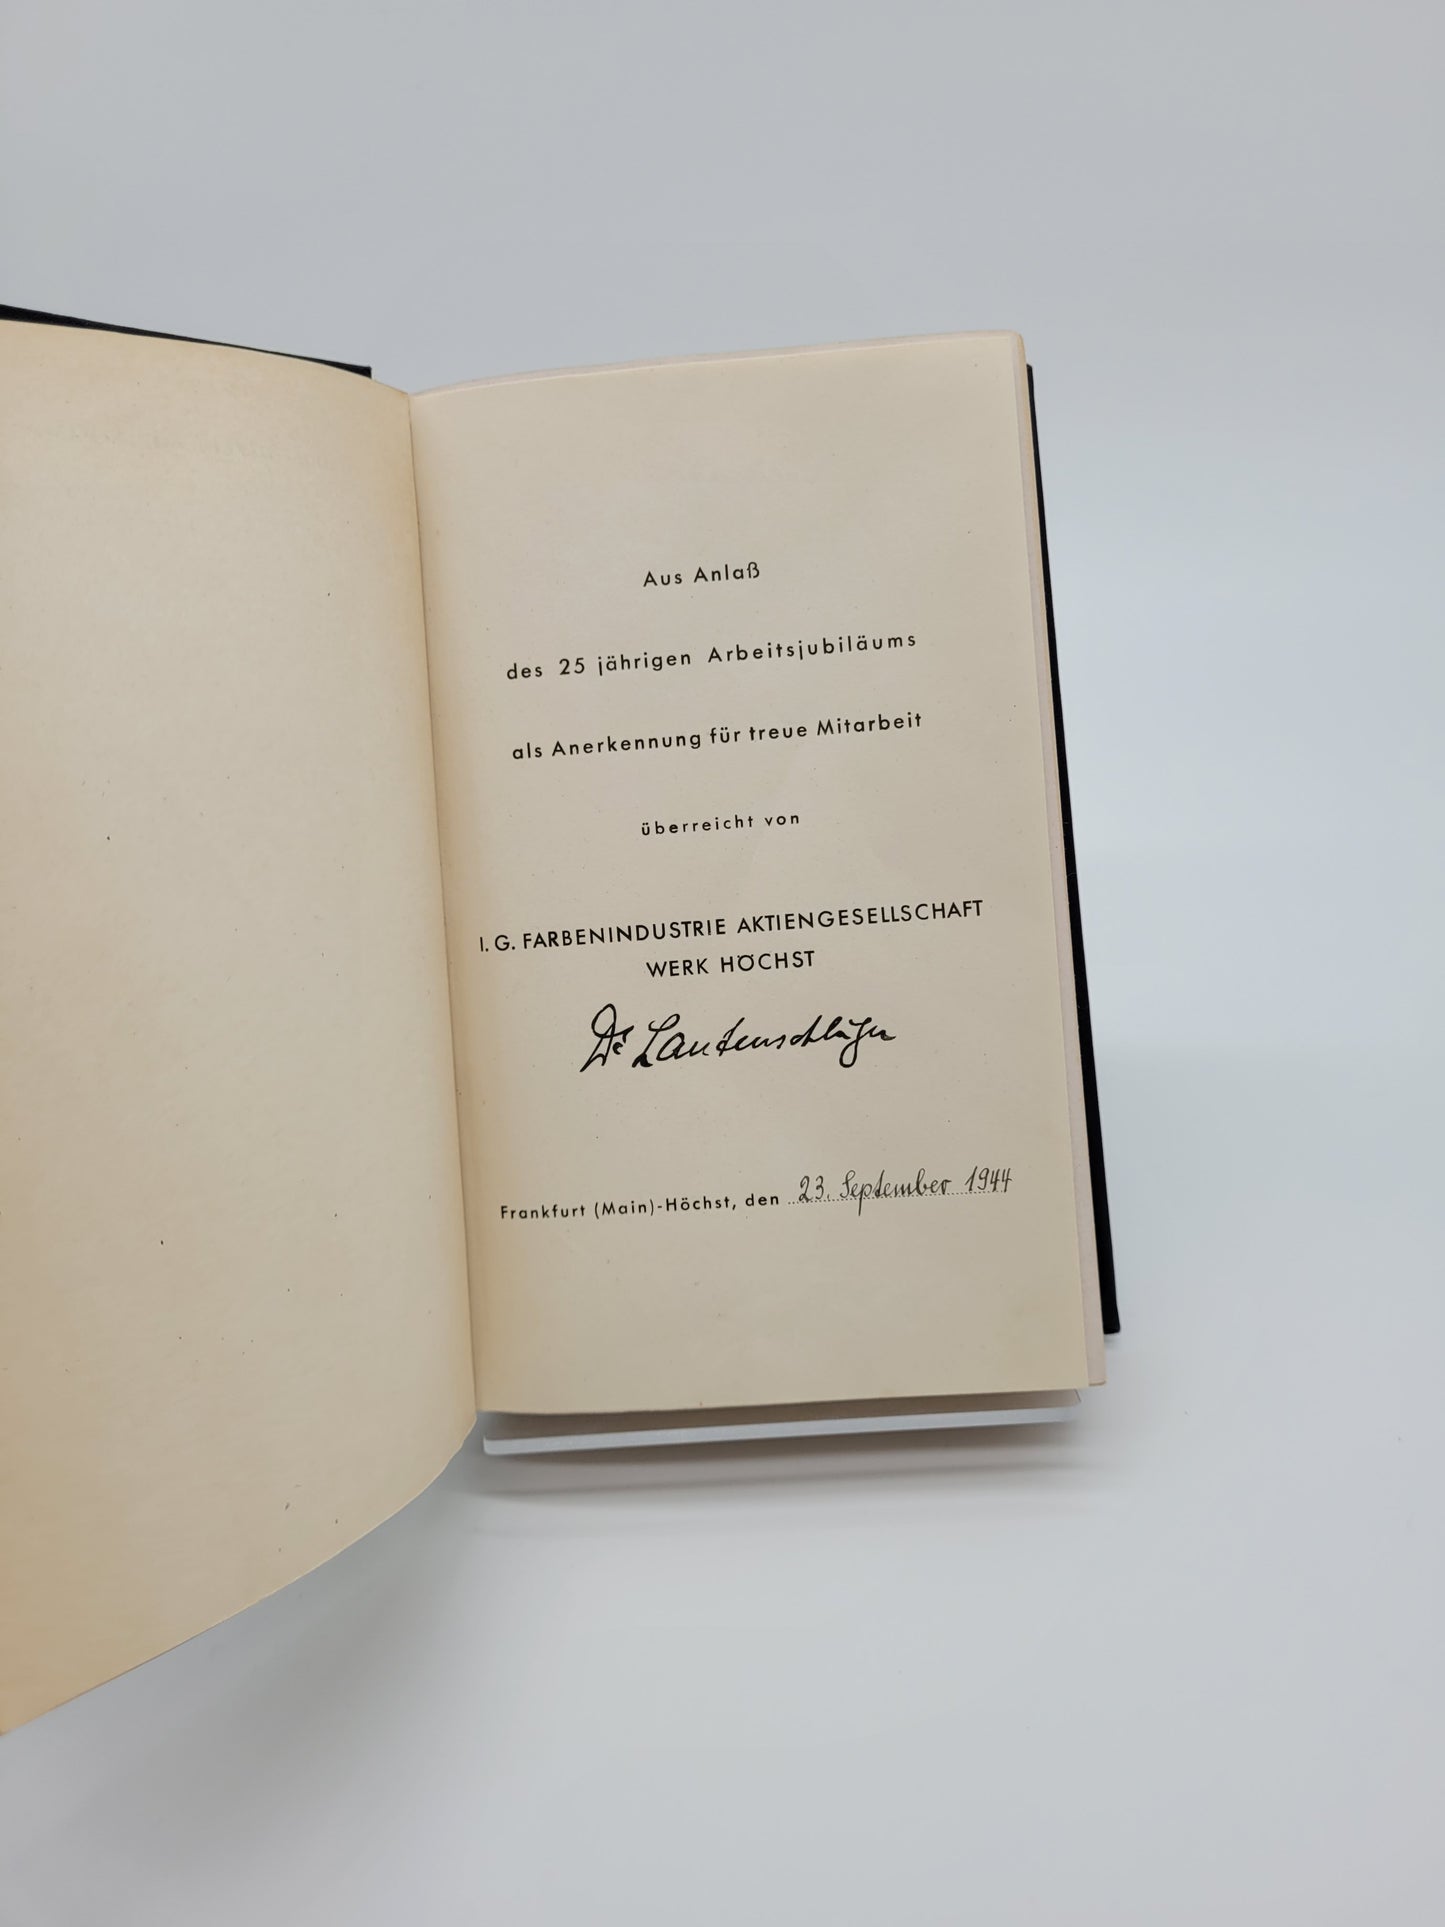 Aus Anlaß
des 25 jährigen Arbeitsjubiläums
als Anerkennung für treue Mitarbeit
überreicht von
I. G. FARBENINDUSTRIE AKTIENGESELLSCHAFT
WERK HÖCHST
Dr Lautenschläger
Frankfurt (Main)-Höchst, den 23. September 1944